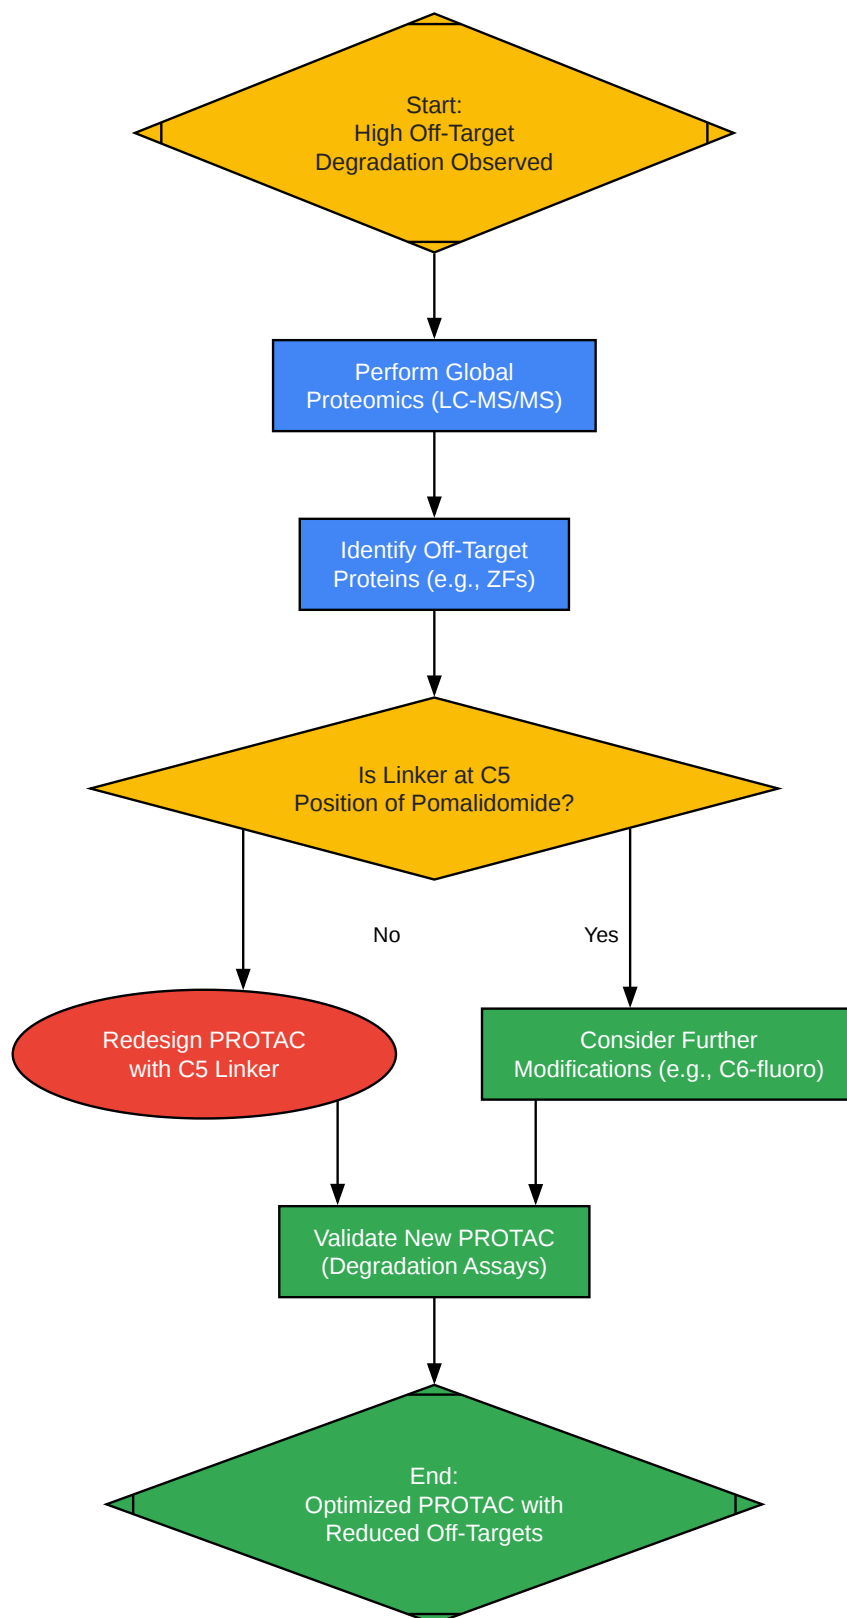 Start:
High Off-Target
Degradation Observed
Perform Global
Proteomics (LC-MS/MS)
Identify Off-Target
Proteins (e.g., ZFs)
Is Linker at C5
Position of Pomalidomide?
No
Yes
Redesign PROTAC
with C5 Linker
Consider Further
Modifications (e.g., C6-fluoro)
Validate New PROTAC
(Degradation Assays)
End:
Optimized PROTAC with
Reduced Off-Targets